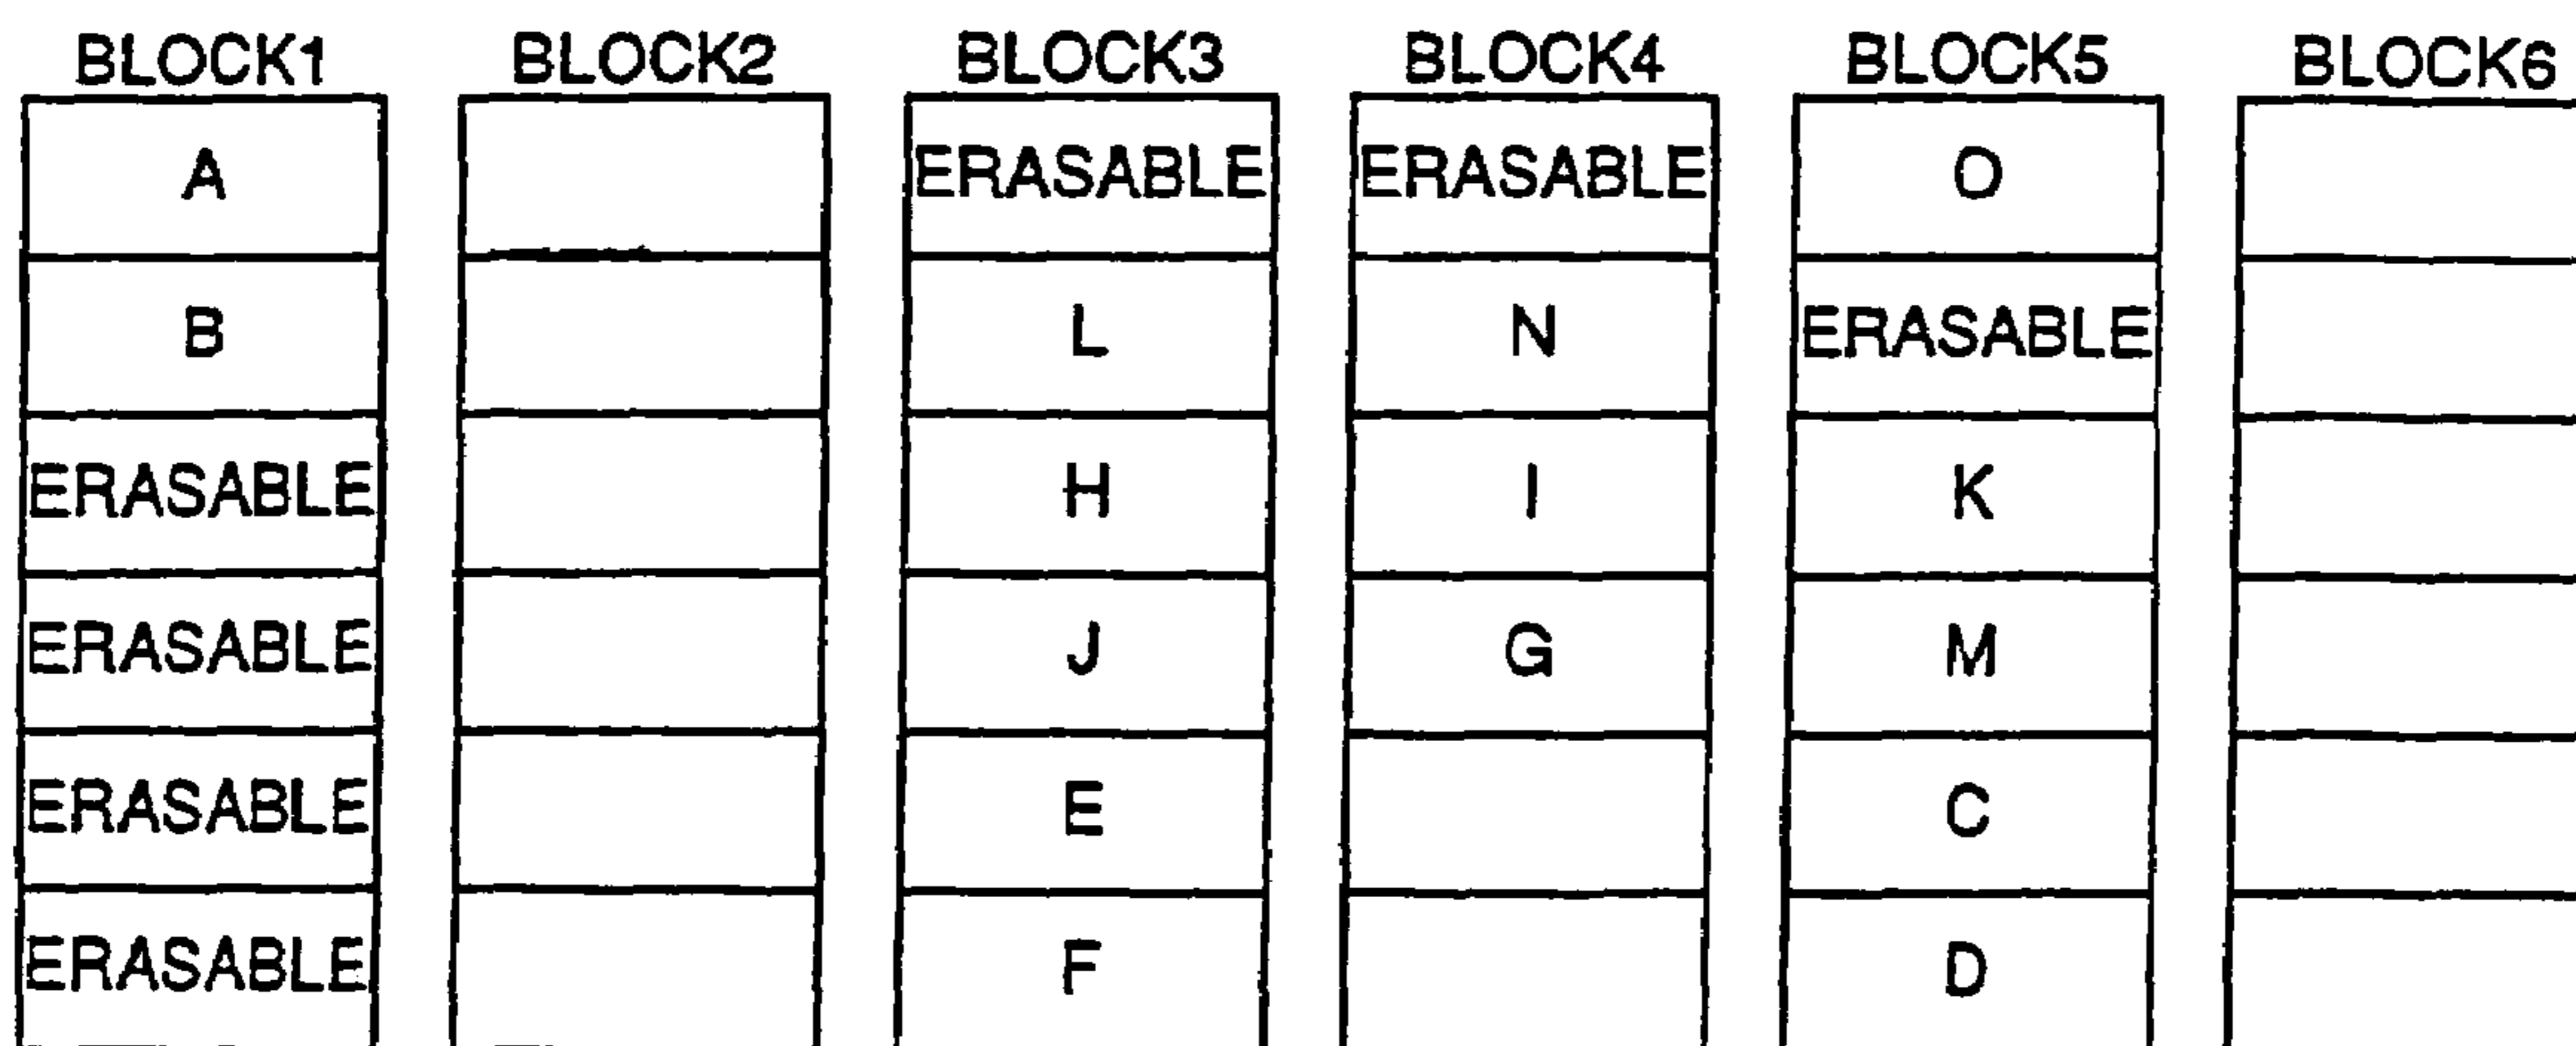 BLOCK1 BLOCK2 BLOCK3 BLOCK4 BLOCK5 BLOCK6
A ERASABLE ERASABLE O
B L N ERASABLE
ERASABLE H I K
ERASABLE J G M
ERASABLE E C
ERASABLE F D